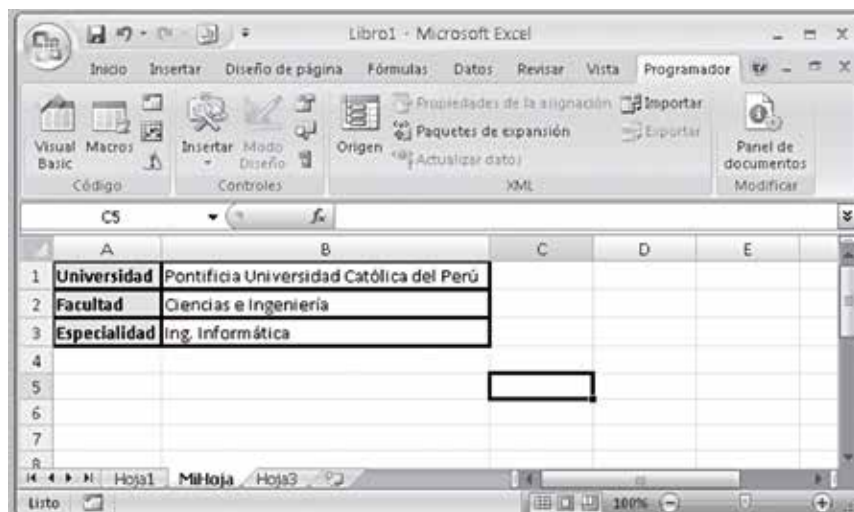 Libro1 - Microsoft Excel
Inicio Insertar Diseño de página Fórmulas Datos Revisar Vista Programador
Visual Basic Macros Insertar Modo Diseño Origen Propiedades de la asignación Importar
Paquetes de expansión Exportar
Actualizar datos
Panel de documentos
Código Controles XML Modificar
C5 fx
A B C D E
1 Universidad Pontificia Universidad Católica del Perú
2 Facultad Ciencias e Ingeniería
3 Especialidad Ing. Informática
4
5
6
7
8
Hoja1 MiHoja Hoja3
Listo 100%